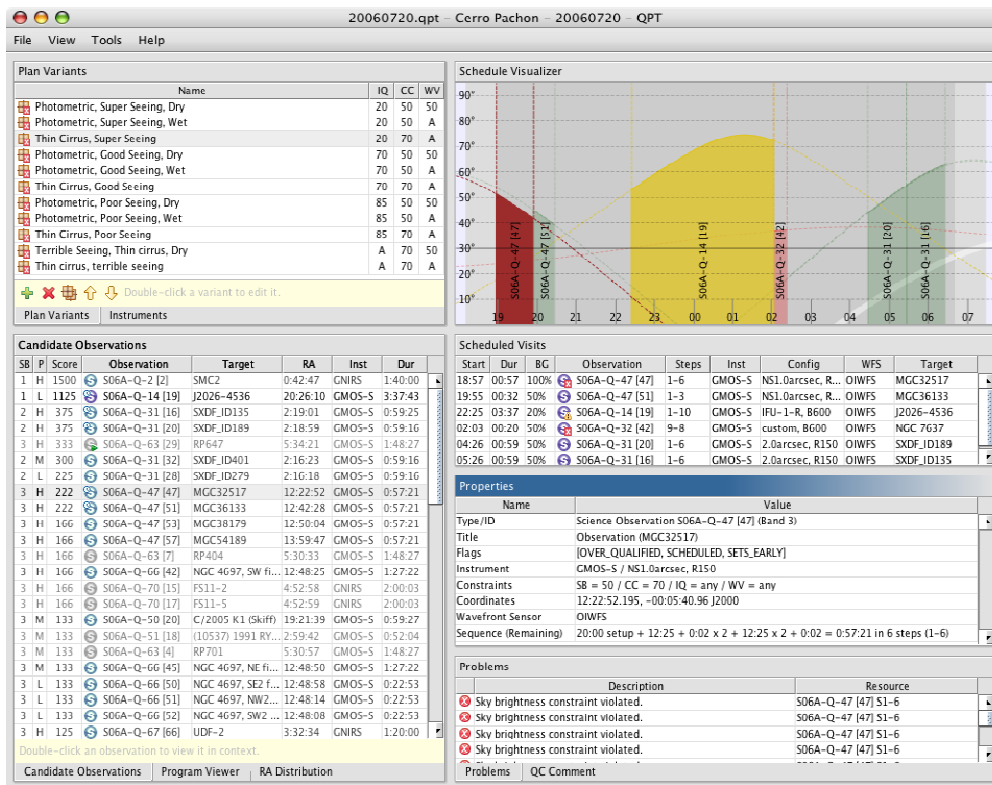 20060720.qpt – Cerro Pachon – 20060720 – QPT
File View Tools Help
Plan Variants
Name IQ CC WV
Photometric, Super Seeing, Dry 20 50 50
Photometric, Super Seeing, Wet 20 50 A
Thin Cirrus, Super Seeing 20 70 A
Photometric, Good Seeing, Dry 70 50 50
Photometric, Good Seeing, Wet 70 50 A
Thin Cirrus, Good Seeing 70 70 A
Photometric, Poor Seeing, Dry 85 50 50
Photometric, Poor Seeing, Wet 85 50 A
Thin Cirrus, Poor Seeing 85 70 A
Terrible Seeing, Thin cirrus, Dry A 70 50
Thin cirrus, terrible seeing A 70 A
Double-click a variant to edit it.
Plan Variants Instruments
Schedule Visualizer
90°
80°
70°
60°
50°
40°
30°
20°
10°
S06A-Q-47 [47]
S06A-Q-47 [51]
S06A-Q-14 [19]
S06A-Q-32 [42]
S06A-Q-31 [20]
S06A-Q-31 [16]
19 20 21 22 23 00 01 02 03 04 05 06 07
Candidate Observations
SB P Score Observation Target RA Inst Dur
1 H 1500 S06A-Q-2 [2] SMC2 0:42:47 GNIRS 1:40:00
1 L 1125 S06A-Q-14 [19] J2026-4536 20:26:10 GMOS-S 3:37:43
2 H 375 S06A-Q-31 [16] SXDF_ID135 2:19:01 GMOS-S 0:59:25
2 H 375 S06A-Q-31 [20] SXDF_ID189 2:18:59 GMOS-S 0:59:16
3 H 333 S06A-Q-63 [29] RP647 5:34:21 GMOS-S 1:48:27
2 M 300 S06A-Q-31 [32] SXDF_ID401 2:16:23 GMOS-S 0:59:16
2 L 225 S06A-Q-31 [28] SXDF_ID279 2:16:18 GMOS-S 0:59:16
3 H 222 S06A-Q-47 [47] MGC32517 12:22:52 GMOS-S 0:57:21
3 H 222 S06A-Q-47 [51] MGC36133 12:42:28 GMOS-S 0:57:21
3 H 166 S06A-Q-47 [53] MGC38179 12:50:04 GMOS-S 0:57:21
3 H 166 S06A-Q-47 [57] MGC54189 13:59:47 GMOS-S 0:57:21
3 H 166 S06A-Q-63 [7] RP404 5:30:33 GMOS-S 1:48:27
3 H 166 S06A-Q-66 [42] NGC 4697, SW fi... 12:48:25 GMOS-S 1:27:22
3 H 166 S06A-Q-70 [15] FS11-2 4:52:58 GNIRS 2:00:03
3 H 166 S06A-Q-70 [17] FS11-5 4:52:59 GNIRS 2:00:03
3 M 133 S06A-Q-50 [20] C/2005 K1 (Skiff) 19:21:39 GMOS-S 0:59:27
3 M 133 S06A-Q-51 [18] (10537) 1991 RY... 2:59:42 GMOS-S 0:52:04
3 M 133 S06A-Q-63 [4] RP701 5:30:57 GMOS-S 1:48:27
3 M 133 S06A-Q-66 [45] NGC 4697, NE fi... 12:48:50 GMOS-S 1:27:22
3 L 133 S06A-Q-66 [50] NGC 4697, SE2 f... 12:48:58 GMOS-S 0:22:53
3 L 133 S06A-Q-66 [51] NGC 4697, NW2... 12:48:14 GMOS-S 0:22:53
3 L 133 S06A-Q-66 [52] NGC 4697, SW2 ... 12:48:08 GMOS-S 0:22:53
3 H 125 S06A-Q-67 [66] UDF-2 3:32:34 GMOS-S 1:20:00
Double-click an observation to view it in context.
Candidate Observations Program Viewer RA Distribution
Scheduled Visits
Start Dur BG Observation Steps Inst Config WFS Target
18:57 00:57 100% S06A-Q-47 [47] 1-6 GMOS-S NS1.0arcsec, R... OIWFS MGC32517
19:55 00:32 50% S06A-Q-47 [51] 1-3 GMOS-S NS1.0arcsec, R... OIWFS MGC36133
22:25 03:37 20% S06A-Q-14 [19] 1-10 GMOS-S IFU-1-R, B600 OIWFS J2026-4536
02:03 00:20 50% S06A-Q-32 [42] 9-8 GMOS-S custom, B600 OIWFS NGC 7637
04:26 00:59 50% S06A-Q-31 [20] 1-6 GMOS-S 2.0arcsec, R150 OIWFS SXDF_ID189
05:26 00:59 50% S06A-Q-31 [16] 1-6 GMOS-S 2.0arcsec, R150 OIWFS SXDF_ID135
Properties
Name Value
Type/ID Science Observation S06A-Q-47 [47] (Band 3)
Title Observation (MGC32517)
Flags [OVER_QUALIFIED, SCHEDULED, SETS_EARLY]
Instrument GMOS-S / NS1.0arcsec, R150
Constraints SB = 50 / CC = 70 / IQ = any / WV = any
Coordinates 12:22:52.195, -00:05:40.96 J2000
Wavefront Sensor OIWFS
Sequence (Remaining) 20:00 setup + 12:25 + 0:02 x 2 + 12:25 x 2 + 0:02 = 0:57:21 in 6 steps (1-6)
Problems
Description Resource
Sky brightness constraint violated. S06A-Q-47 [47] S1-6
Sky brightness constraint violated. S06A-Q-47 [47] S1-6
Sky brightness constraint violated. S06A-Q-47 [47] S1-6
Sky brightness constraint violated. S06A-Q-47 [47] S1-6
Problems QC Comment